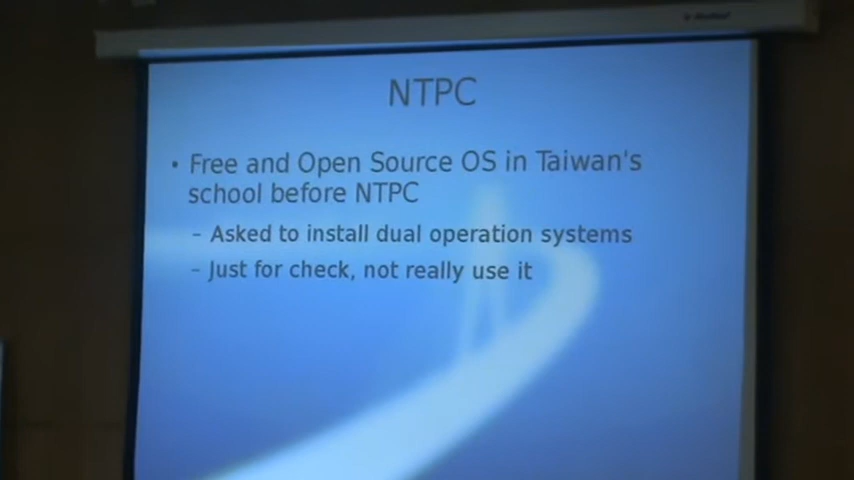 NTPC
• Free and Open Source OS in Taiwan's
school before NTPC
– Asked to install dual operation systems
– Just for check, not really use it